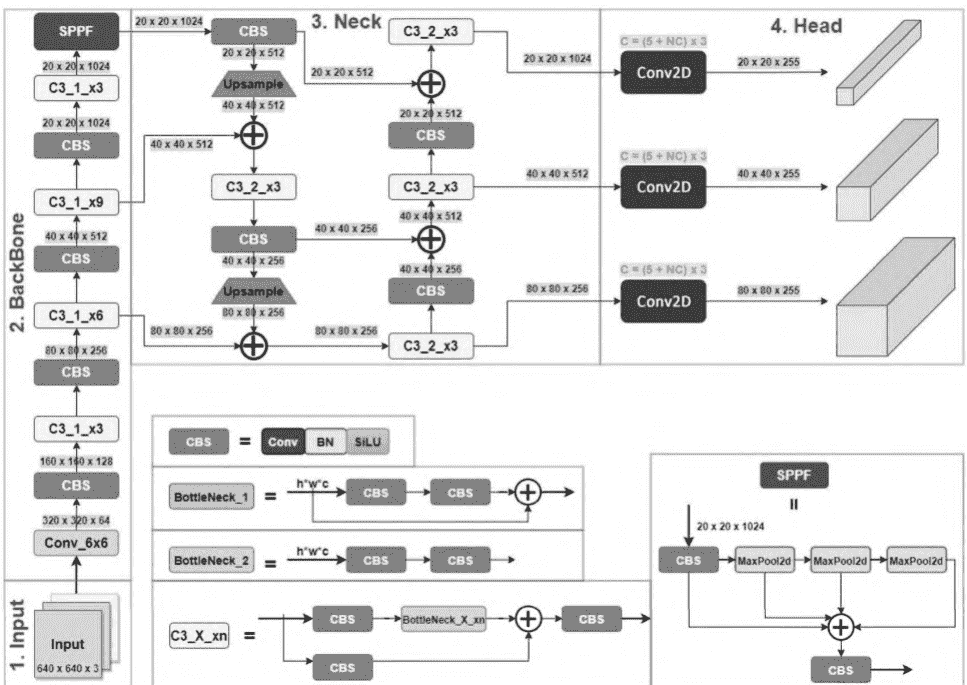 2. BackBone
SPPF
20 x 20 x 1024
C3_1_x3
20 x 20 x 1024
CBS
C3_1_x9
40 x 40 x 512
CBS
C3_1_x6
80 x 80 x 256
CBS
C3_1_x3
160 x 160 x 128
CBS
320 x 320 x 64
Conv_6x6
1. Input
Input
640 x 640 x 3
3. Neck
20 x 20 x 1024
CBS
20 x 20 x 512
20 x 20 x 512
Upsample
40 x 40 x 512
40 x 40 x 512
C3_2_x3
CBS
40 x 40 x 256
40 x 40 x 256
Upsample
80 x 80 x 256
80 x 80 x 256
80 x 80 x 256
C3_2_x3
20 x 20 x 512
CBS
C3_2_x3
40 x 40 x 512
40 x 40 x 256
CBS
C3_2_x3
4. Head
20 x 20 x 1024
C = (5 + NC) x 3
Conv2D
20 x 20 x 255
40 x 40 x 512
C = (5 + NC) x 3
Conv2D
40 x 40 x 255
80 x 80 x 256
C = (5 + NC) x 3
Conv2D
80 x 80 x 255
CBS = Conv BN SiLU
BottleNeck_1 = h*w*c CBS CBS
BottleNeck_2 = h*w*c CBS CBS
C3_X_xn = CBS BottleNeck_X_xn CBS
CBS
SPPF
=
20 x 20 x 1024
CBS MaxPool2d MaxPool2d MaxPool2d
CBS